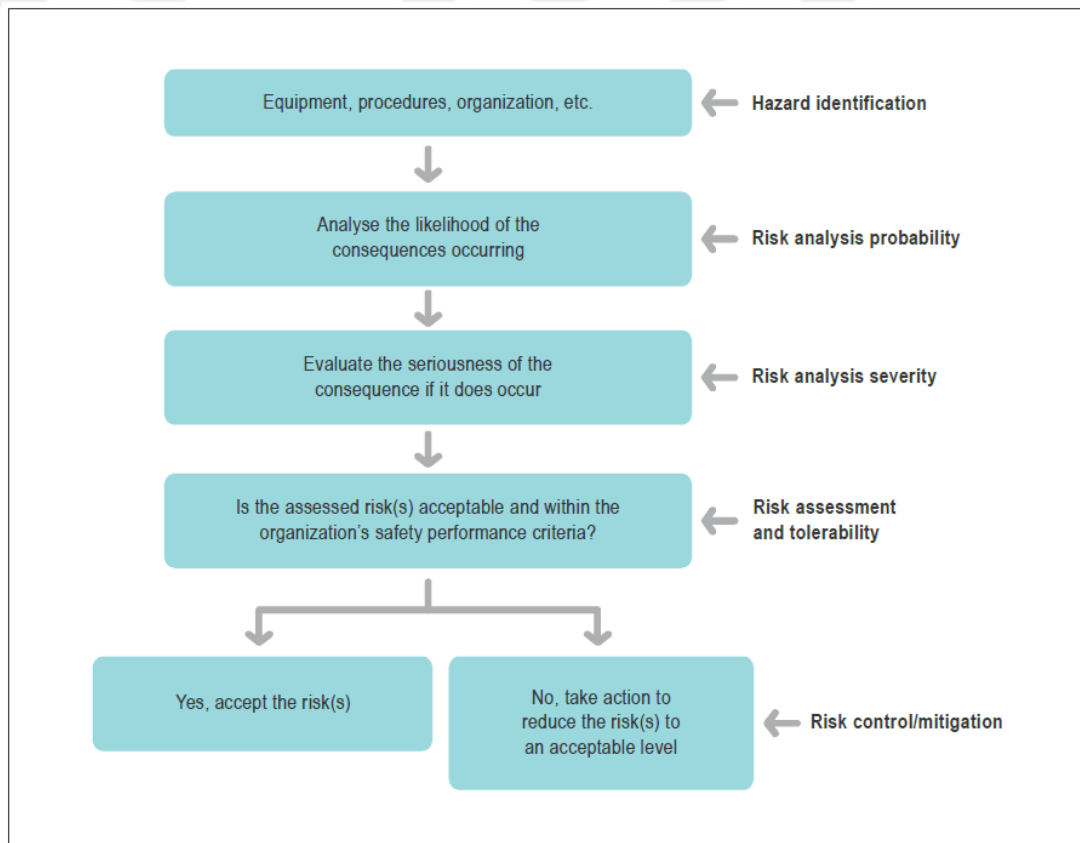 Equipment, procedures, organization, etc.
Hazard identification
Analyse the likelihood of the
consequences occurring
Risk analysis probability
Evaluate the seriousness of the
consequence if it does occur
Risk analysis severity
Is the assessed risk(s) acceptable and within the
organization's safety performance criteria?
Risk assessment
and tolerability
Yes, accept the risk(s)
No, take action to
reduce the risk(s) to
an acceptable level
Risk control/mitigation